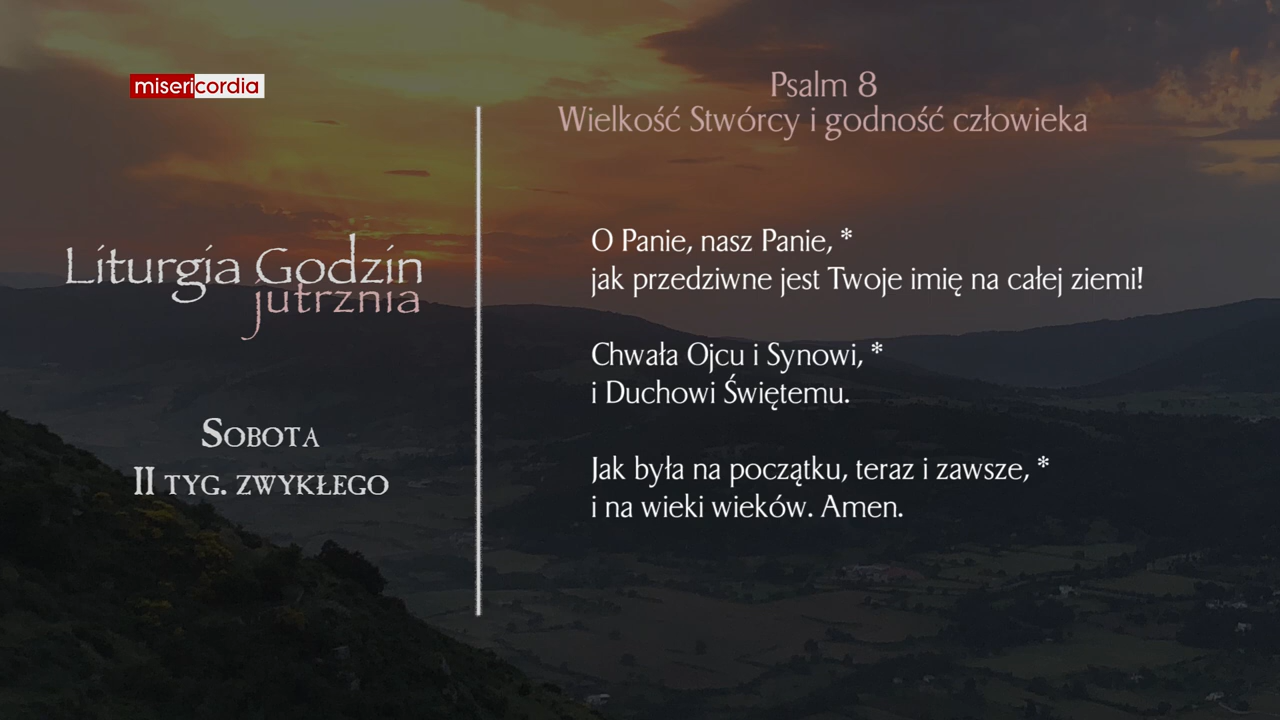 misericordia
Liturgia Godzin
jutrznia
Sobota
II tyg. zwykłego
Psalm 8
Wielkość Stwórcy i godność człowieka
O Panie, nasz Panie, *
jak przedziwne jest Twoje imię na całej ziemi!
Chwała Ojcu i Synowi, *
i Duchowi Świętemu.
Jak była na początku, teraz i zawsze, *
i na wieki wieków. Amen.